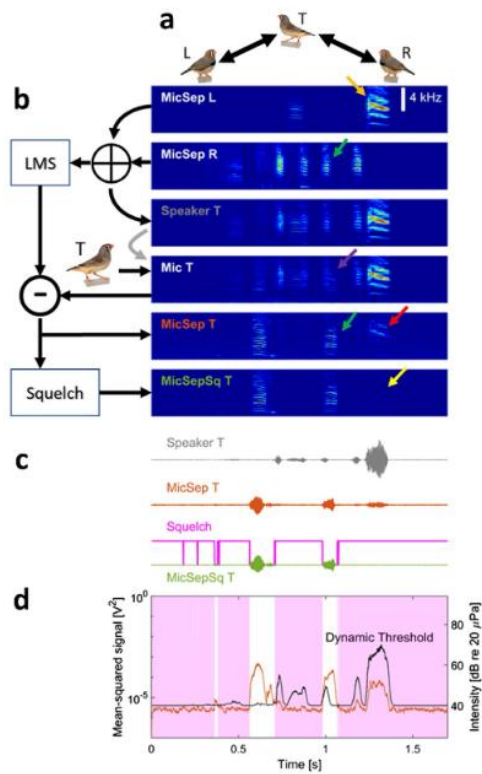 a
T
L
R
b
MicSep L
4 kHz
LMS
MicSep R
Speaker T
T
Mic T
MicSep T
Squelch
MicSepSq T
c
Speaker T
MicSep T
Squelch
MicSepSq T
d
Mean-squared signal [V²]
10⁰
10⁻⁵
Dynamic Threshold
80
60
40
Intensity [dB re 20 μPa]
0 0.5 1 1.5
Time [s]